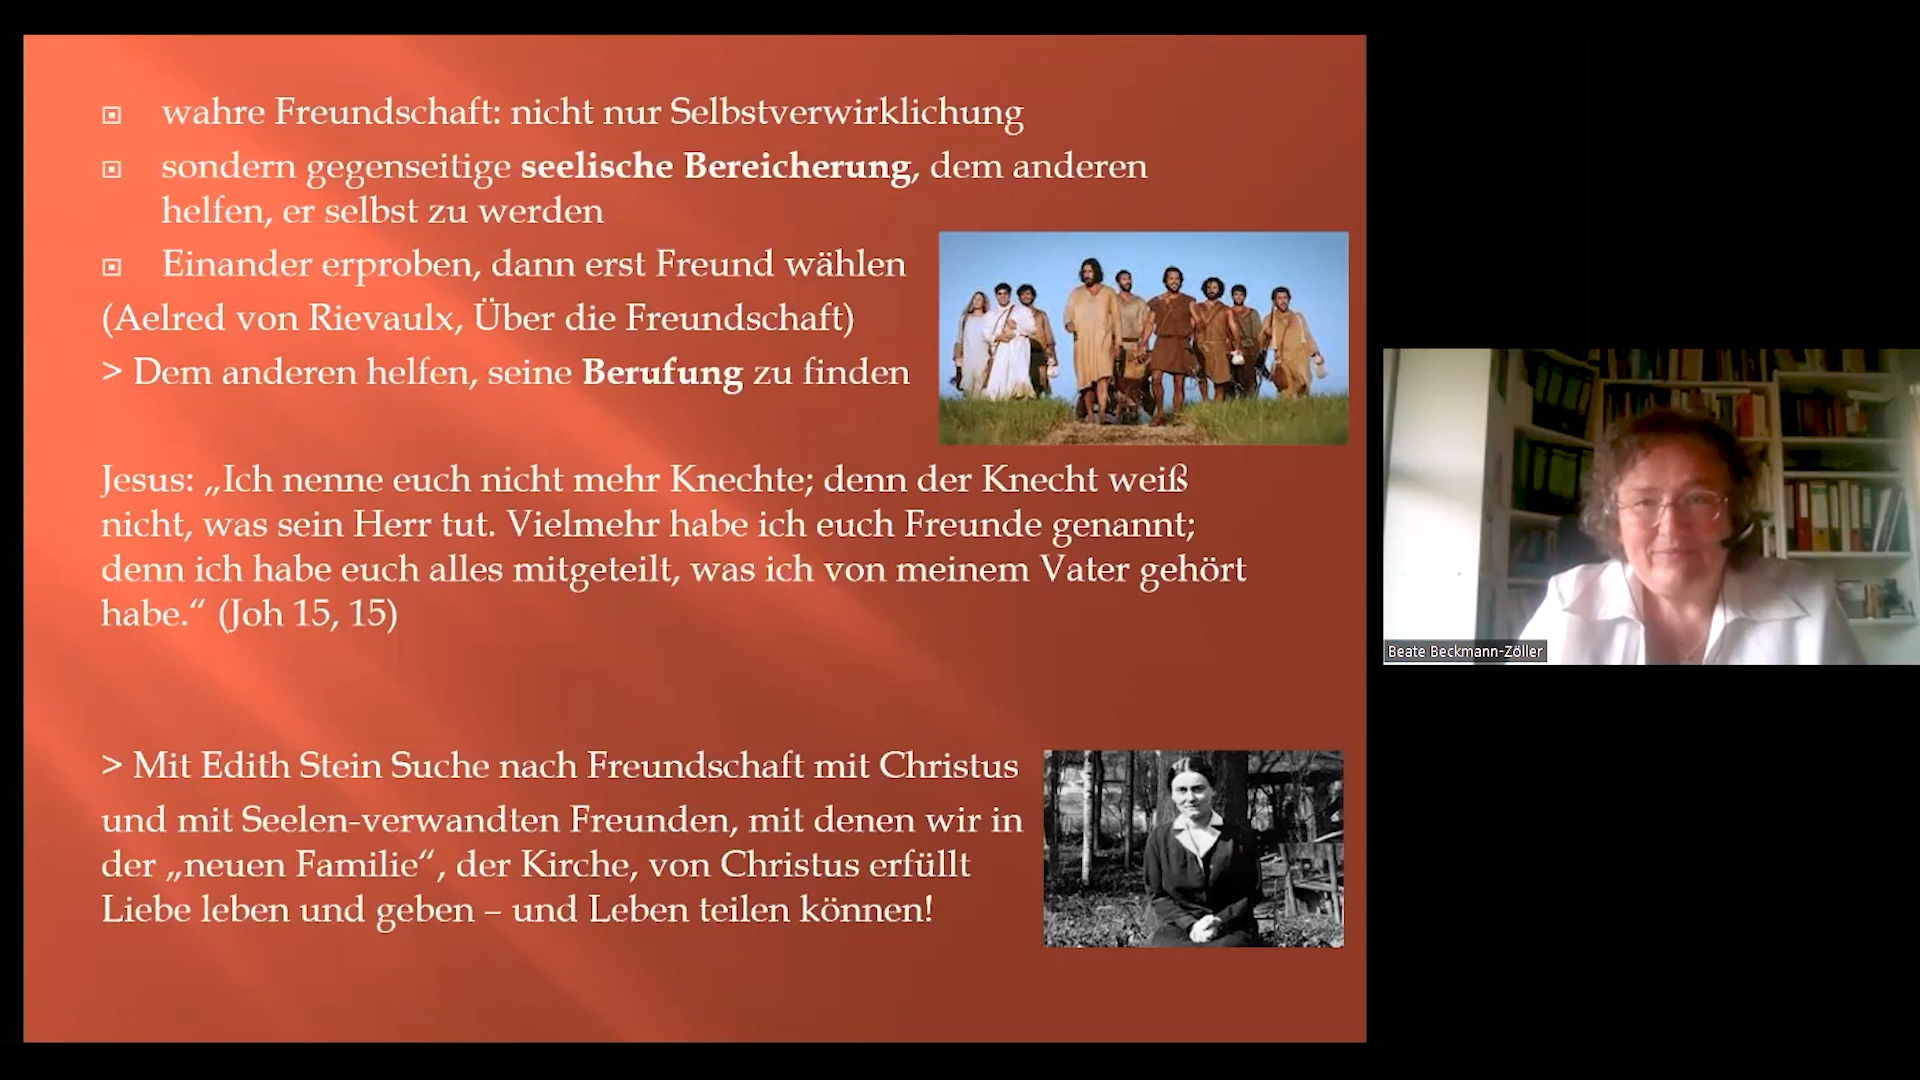 wahre Freundschaft: nicht nur Selbstverwirklichung
sondern gegenseitige seelische Bereicherung, dem anderen
helfen, er selbst zu werden
Einander erproben, dann erst Freund wählen
(Aelred von Rievaulx, Über die Freundschaft)
> Dem anderen helfen, seine Berufung zu finden
Jesus: „Ich nenne euch nicht mehr Knechte; denn der Knecht weiß
nicht, was sein Herr tut. Vielmehr habe ich euch Freunde genannt;
denn ich habe euch alles mitgeteilt, was ich von meinem Vater gehört
habe.“ (Joh 15, 15)
> Mit Edith Stein Suche nach Freundschaft mit Christus
und mit Seelen-verwandten Freunden, mit denen wir in
der „neuen Familie“, der Kirche, von Christus erfüllt
Liebe leben und geben – und Leben teilen können!
Beate Beckmann-Zöller